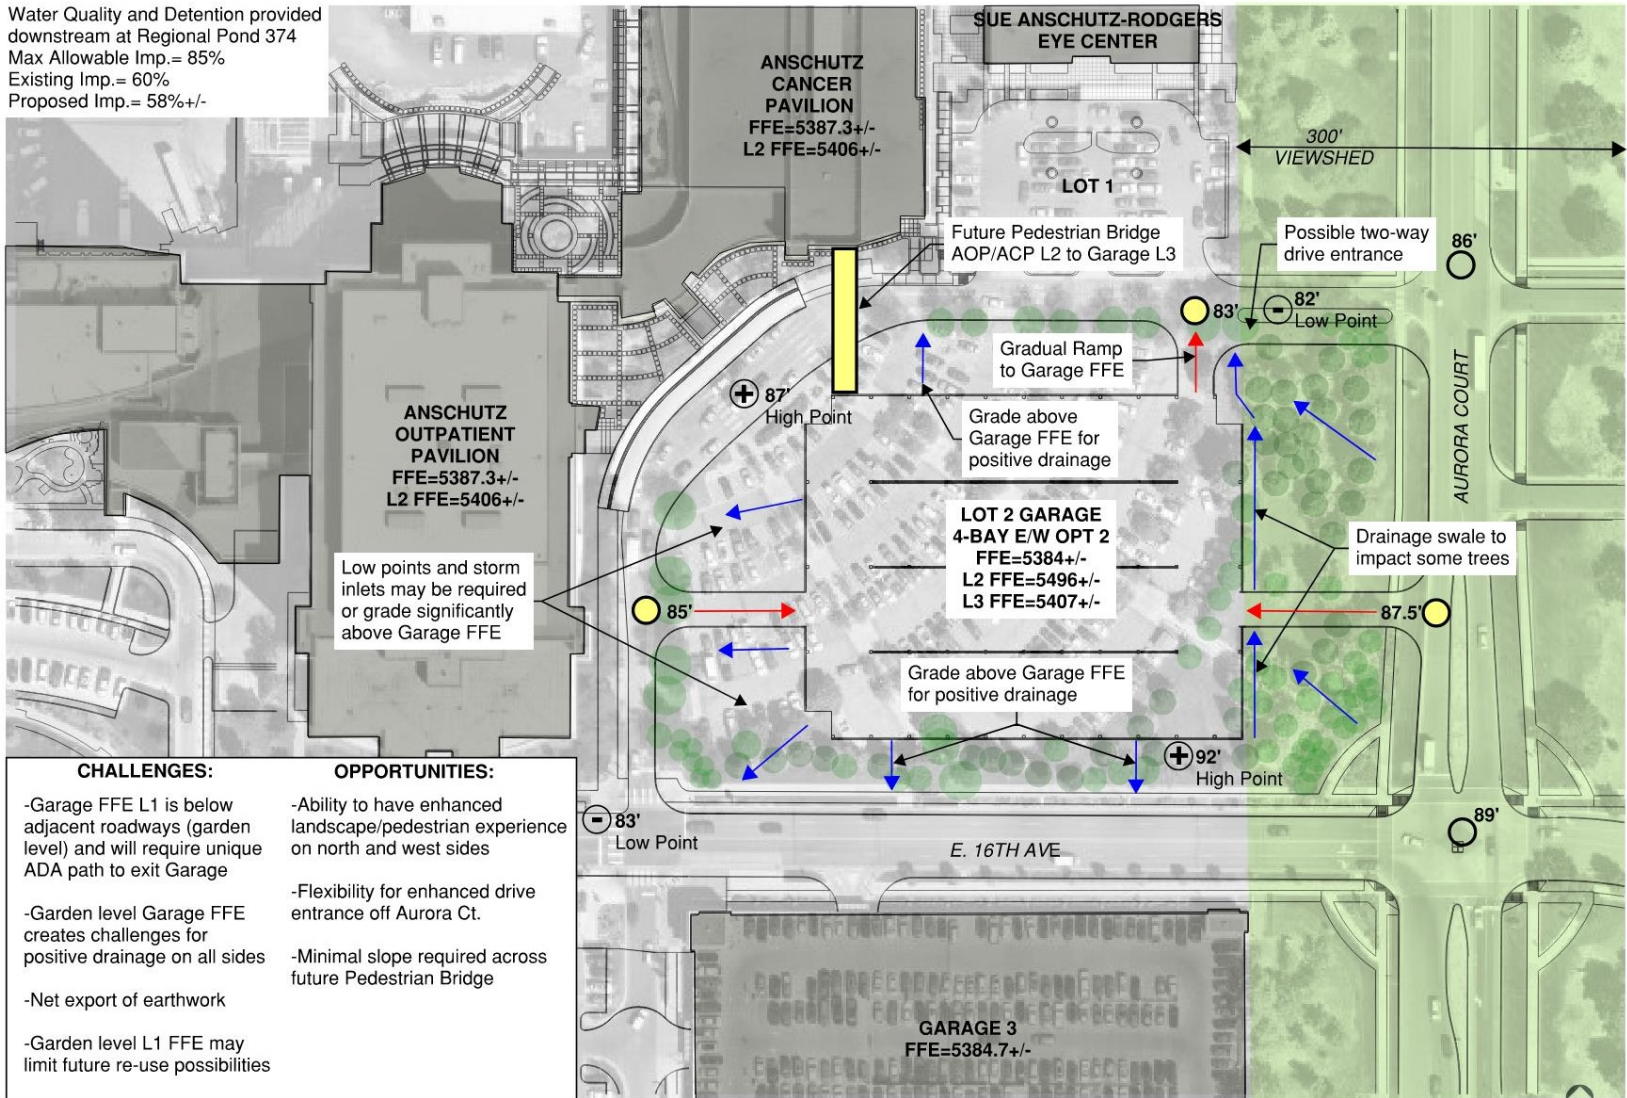 Water Quality and Detention provided
downstream at Regional Pond 374
Max Allowable Imp.= 85%
Existing Imp.= 60%
Proposed Imp.= 58%+/-
SUE ANSCHUTZ-RODGERS
EYE CENTER
ANSCHUTZ
CANCER
PAVILION
FFE=5387.3+/-
L2 FFE=5406+/-
300'
VIEWSHED
LOT 1
Future Pedestrian Bridge
AOP/ACP L2 to Garage L3
Possible two-way
drive entrance
86'
83'
82'
Low Point
Gradual Ramp
to Garage FFE
AURORA COURT
87'
High Point
Grade above
Garage FFE for
positive drainage
ANSCHUTZ
OUTPATIENT
PAVILION
FFE=5387.3+/-
L2 FFE=5406+/-
LOT 2 GARAGE
4-BAY E/W OPT 2
FFE=5384+/-
L2 FFE=5496+/-
L3 FFE=5407+/-
Drainage swale to
impact some trees
Low points and storm
inlets may be required
or grade significantly
above Garage FFE
85'
87.5'
Grade above Garage FFE
for positive drainage
92'
High Point
83'
Low Point
89'
E. 16TH AVE
CHALLENGES:
-Garage FFE L1 is below
adjacent roadways (garden
level) and will require unique
ADA path to exit Garage
-Garden level Garage FFE
creates challenges for
positive drainage on all sides
-Net export of earthwork
-Garden level L1 FFE may
limit future re-use possibilities
OPPORTUNITIES:
-Ability to have enhanced
landscape/pedestrian experience
on north and west sides
-Flexibility for enhanced drive
entrance off Aurora Ct.
-Minimal slope required across
future Pedestrian Bridge
GARAGE 3
FFE=5384.7+/-